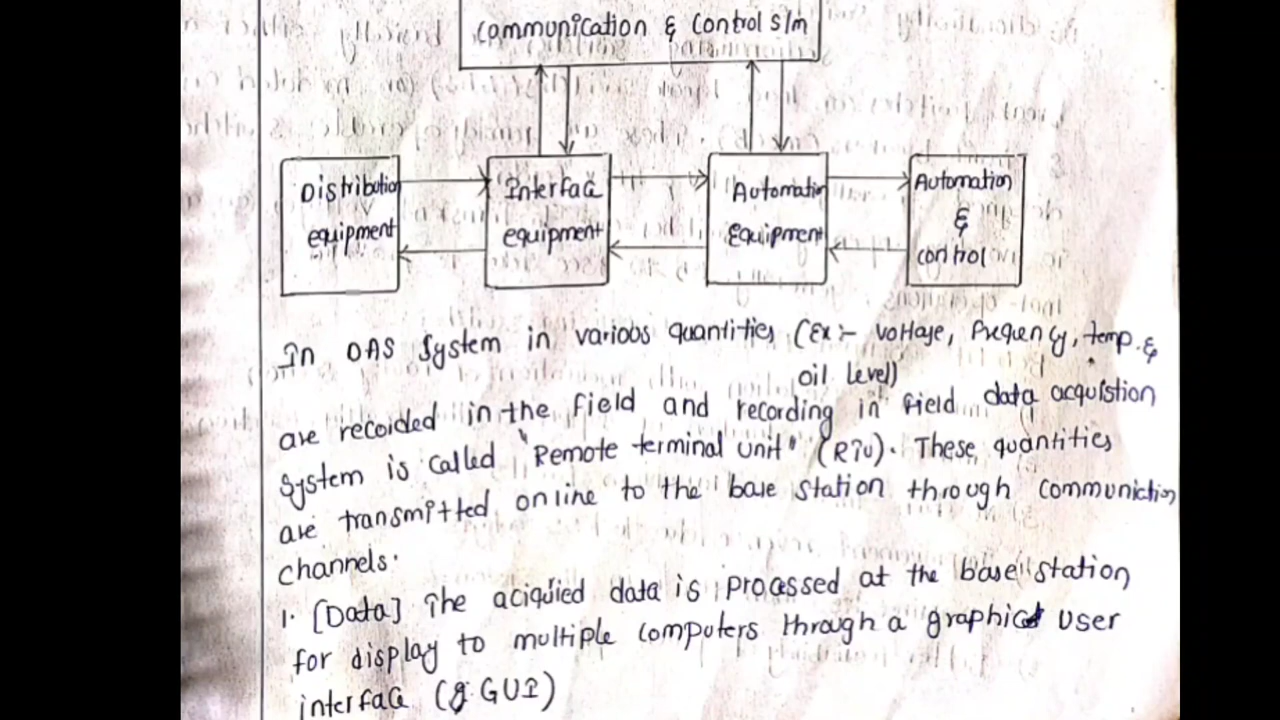 Communication & Control s/m
Distribution
equipment
Interface
equipment
Automation
Equipment
Automation
&
control
In DAS System in various quantities (Ex:- voltage, frequency, temp. &
oil level)
are recoided in the field and recording in field data acquistion
System is called "Remote terminal unit" (RTU). These quantities
are transmitted online to the base station through communiction
channels.
1. [Data] The aciquied data is processed at the base station
for display to multiple computers through a graphical user
interface (g GUI)